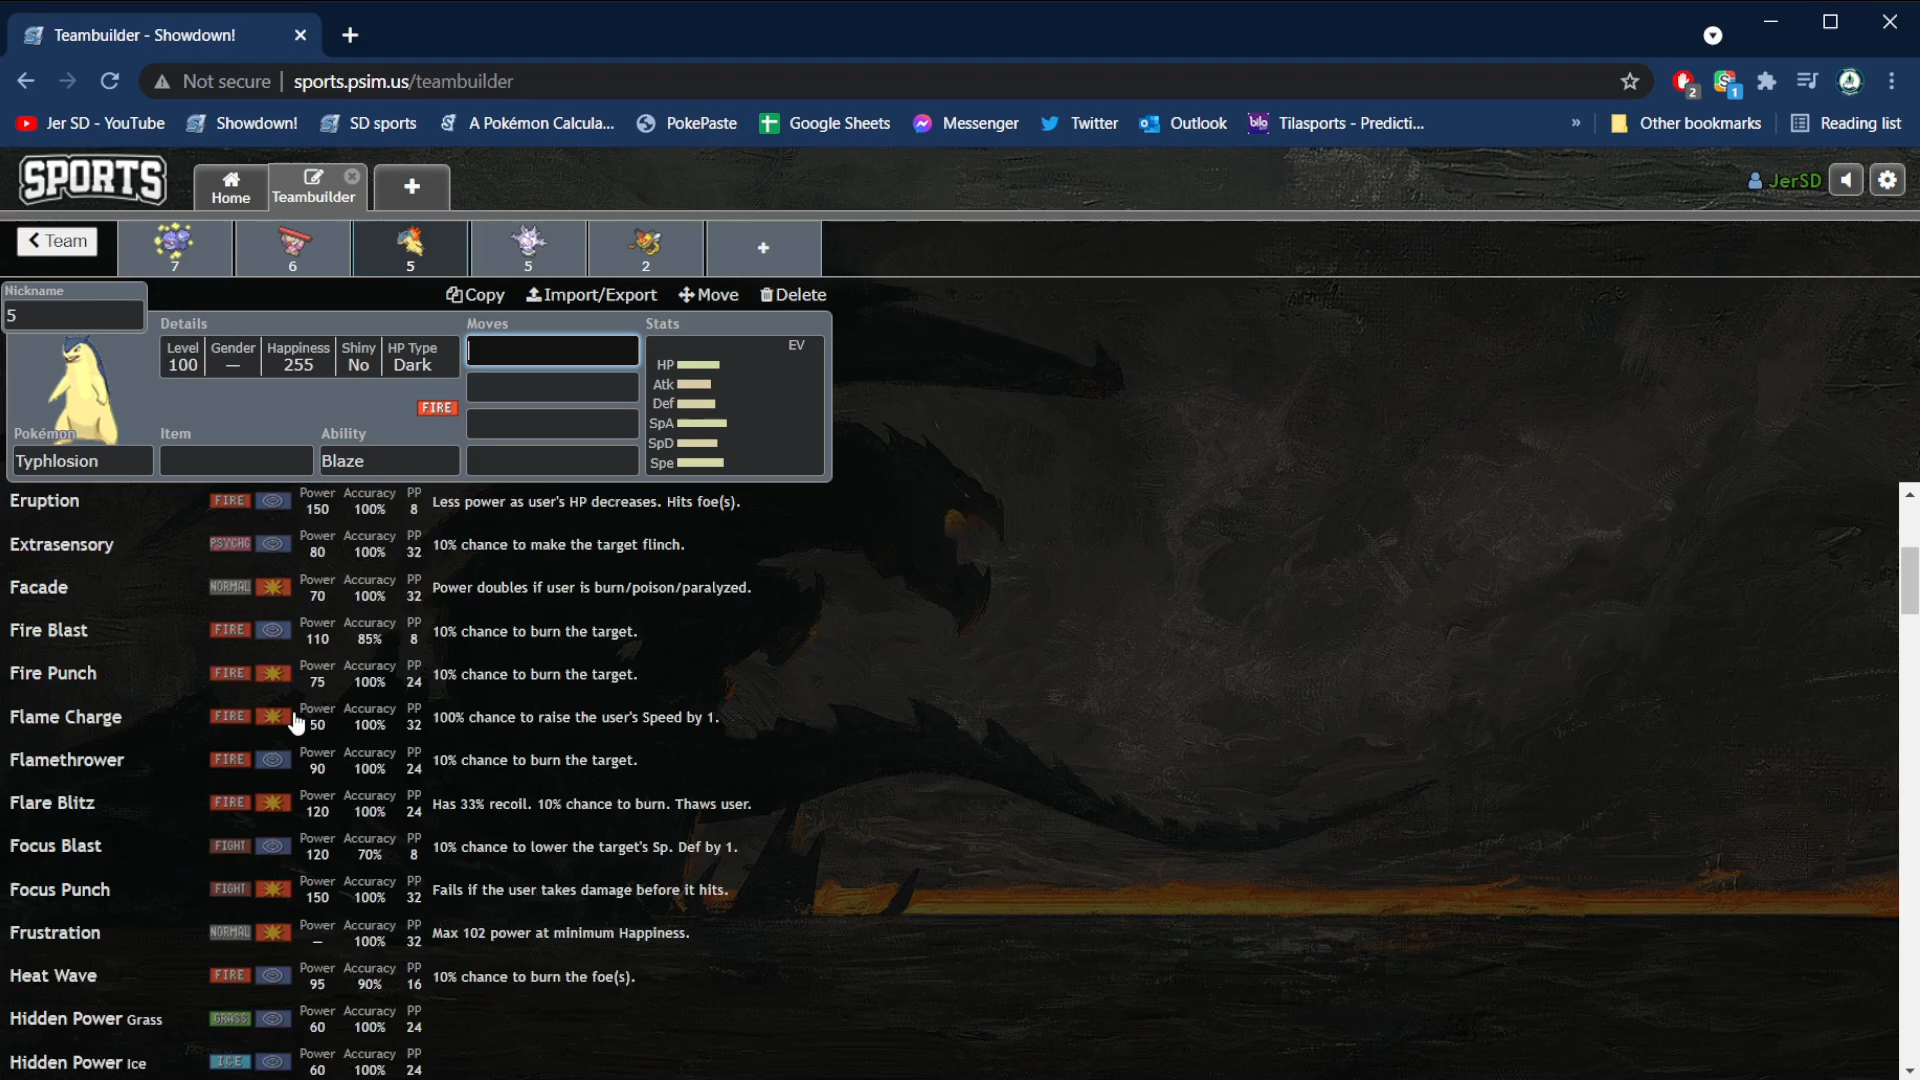 Teambuilder - Showdown!
Not secure | sports.psim.us/teambuilder
2
1
Jer SD - YouTube
Showdown!
SD sports
A Pokémon Calcula...
PokePaste
Google Sheets
Messenger
Twitter
Outlook
bilo Tilasports - Predicti...
»
Other bookmarks
Reading list
SPORTS
Home
Teambuilder
+
JerSD
< Team
7
6
5
5
2
+
Nickname
5
Copy
Import/Export
Move
Delete
Details
Moves
Stats
Level
100
Gender
—
Happiness
255
Shiny
No
HP Type
Dark
EV
HP
Atk
Def
SpA
SpD
Spe
FIRE
Pokémon
Typhlosion
Item
Ability
Blaze
Eruption FIRE Power 150 Accuracy 100% PP 8 Less power as user's HP decreases. Hits foe(s).
Extrasensory PSYCHC Power 80 Accuracy 100% PP 32 10% chance to make the target flinch.
Facade NORMAL Power 70 Accuracy 100% PP 32 Power doubles if user is burn/poison/paralyzed.
Fire Blast FIRE Power 110 Accuracy 85% PP 8 10% chance to burn the target.
Fire Punch FIRE Power 75 Accuracy 100% PP 24 10% chance to burn the target.
Flame Charge FIRE Power 50 Accuracy 100% PP 32 100% chance to raise the user's Speed by 1.
Flamethrower FIRE Power 90 Accuracy 100% PP 24 10% chance to burn the target.
Flare Blitz FIRE Power 120 Accuracy 100% PP 24 Has 33% recoil. 10% chance to burn. Thaws user.
Focus Blast FIGHT Power 120 Accuracy 70% PP 8 10% chance to lower the target's Sp. Def by 1.
Focus Punch FIGHT Power 150 Accuracy 100% PP 32 Fails if the user takes damage before it hits.
Frustration NORMAL Power — Accuracy 100% PP 32 Max 102 power at minimum Happiness.
Heat Wave FIRE Power 95 Accuracy 90% PP 16 10% chance to burn the foe(s).
Hidden Power Grass GRASS Power 60 Accuracy 100% PP 24
Hidden Power Ice ICE Power 60 Accuracy 100% PP 24